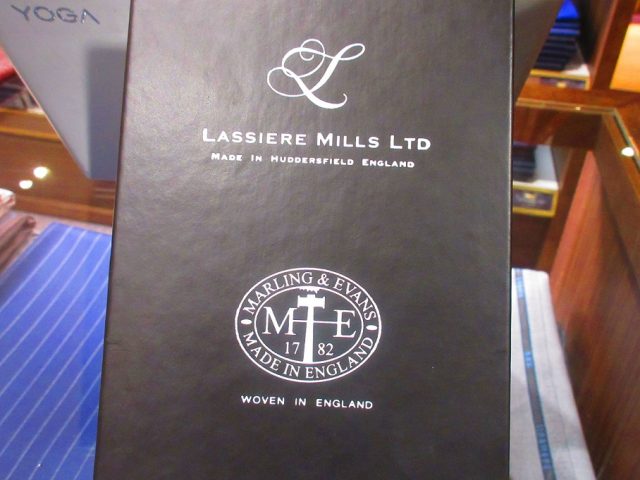 YOGA
L
LASSIERE MILLS LTD
MADE IN HUDDERSFIELD ENGLAND
MARLING & EVANS
M E
17 82
MADE IN ENGLAND
WOVEN IN ENGLAND